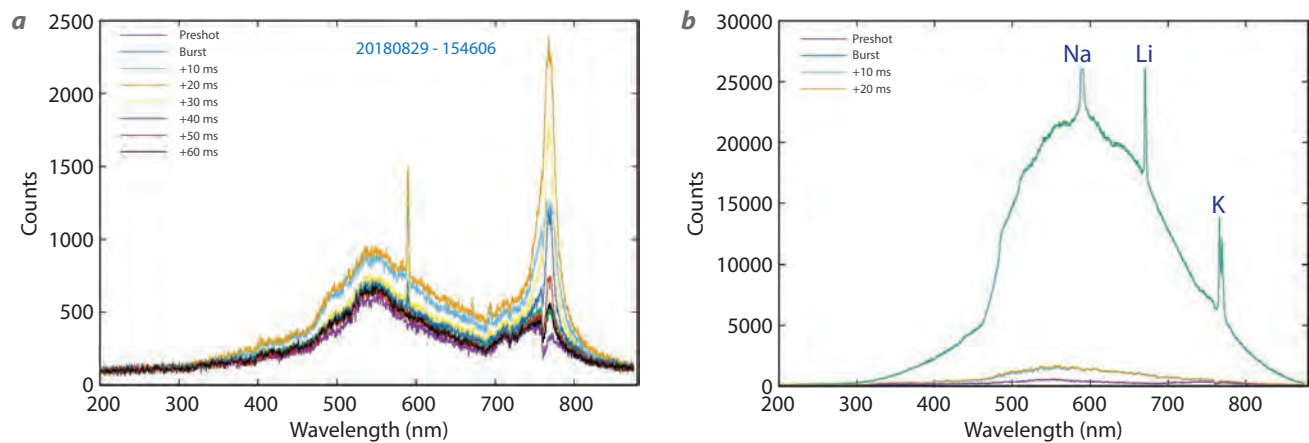 a
2500
2000
1500
1000
500
0
Counts
Preshot
Burst
+10 ms
+20 ms
+30 ms
+40 ms
+50 ms
+60 ms
20180829 - 154606
200 300 400 500 600 700 800
Wavelength (nm)
b
30000
25000
20000
15000
10000
5000
0
Counts
Preshot
Burst
+10 ms
+20 ms
Na
Li
K
200 300 400 500 600 700 800
Wavelength (nm)